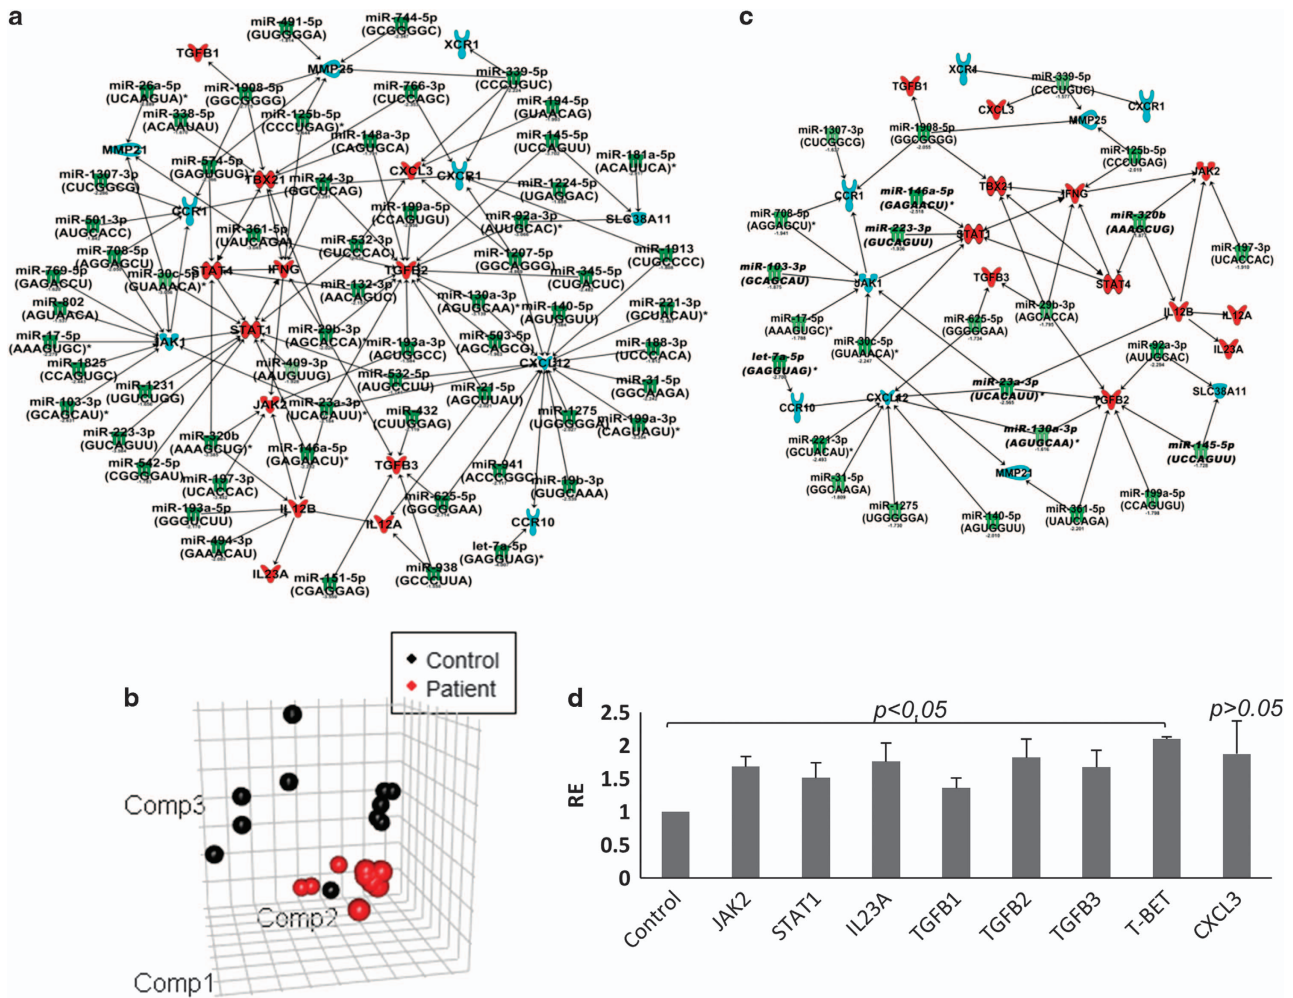 a
miR-491-5p
(GUGGGGA)
miR-744-5p
(GCGGGGC)
XCR1
TGFB1
MMP25
miR-339-5p
(CCCUGUC)
miR-26a-5p
(UCAAGUA)*
miR-1908-5p
(GGCGGGG)
miR-766-3p
(CUCCAGC)
miR-194-5p
(GUAACAG)
miR-338-5p
(ACAAUAU)
miR-125b-5p
(CCCUGAG)*
miR-148a-3p
(CAGUGCA)
miR-145-5p
(UCCAGUU)
MMP21
miR-181a-5p
(ACAUUCA)*
miR-574-5p
(GAGUGUG)*
TBX21
miR-24-3p
(GGCUCAG)
CXCL3
CXCR1
miR-1307-3p
(CUCGGCG)
miR-1224-5p
(UGAGGAC)
CCR1
miR-199a-5p
(CCAGUGU)
miR-92a-3p
(AUUGCAC)*
SLC38A11
miR-501-3p
(AUGCACC)
miR-361-5p
(UAUCAGA)
miR-532-3p
(CUCCCAC)
miR-708-5p
(AGGAGCU)
miR-1207-5p
(GGCAGGG)
miR-1913
(CUGCCCC)
miR-769-5p
(GAGACCU)
miR-30c-5p
(GUAAACA)*
STAT4
IFNG
TGFB2
miR-345-5p
(CUGACUC)
miR-132-3p
(AACAGUC)
miR-130a-3p
(AGUGCAA)*
miR-140-5p
(AGUGGUU)
miR-221-3p
(GCUACAU)*
miR-802
(AGUAACA)
miR-17-5p
(AAAGUGC)*
JAK1
STAT1
miR-29b-3p
(AGCACCA)
miR-193a-3p
(ACUGGCC)
miR-503-5p
(AGCAGCG)
miR-188-3p
(UCCCACA)
miR-1825
(CCAGUGC)
miR-409-3p
(AAUGUUG)
miR-532-5p
(AUGCCUU)
CXCL12
miR-1231
(UGUCUGG)
miR-21-5p
(AGCUUAU)
miR-31-5p
(GGCAAGA)
miR-103-3p
(GCAGCAU)*
JAK2
miR-23a-3p
(UCACAUU)*
miR-432
(CUUGGAG)
miR-1275
(UGGGGGA)
miR-199a-3p
(CAGUAGU)*
miR-223-3p
(GUCAGUU)
miR-320b
(AAAGCUG)*
miR-146a-5p
(GAGAACU)*
miR-542-5p
(CGGGGAU)
TGFB3
miR-941
(ACCCGGC)
miR-19b-3p
(GUGCAAA)
miR-197-3p
(UCACCAC)
miR-625-5p
(GGGGGAA)
miR-193a-5p
(GGGUCUU)
IL12B
IL12A
CCR10
miR-494-3p
(GAAACAU)
let-7a-5p
(GAGGUAG)*
IL23A
miR-151-5p
(CGAGGAG)
miR-938
(GCCCUUA)
c
XCR1
miR-339-5p
(CCCUGUC)
TGFB1
CXCL3
CXCR1
MMP25
miR-1307-3p
(CUCGGCG)
miR-1908-5p
(GGCGGGG)
miR-125b-5p
(CCCUGAG)
JAK2
TBX21
IFNG
CCR1
miR-146a-5p
(GAGAACU)*
miR-708-5p
(AGGAGCU)*
miR-223-3p
(GUCAGUU)
STAT1
miR-320b
(AAAGCUG)
miR-197-3p
(UCACCAC)
miR-103-3p
(GCAGCAU)
JAK1
TGFB3
STAT4
miR-17-5p
(AAAGUGC)*
miR-625-5p
(GGGGGAA)
miR-29b-3p
(AGCACCA)
IL12B
IL12A
miR-30c-5p
(GUAAACA)*
IL23A
miR-92a-3p
(AUUGCAC)
let-7a-5p
(GAGGUAG)*
CXCL12
miR-23a-3p
(UCACAUU)*
TGFB2
SLC38A11
CCR10
miR-221-3p
(GCUACAU)*
miR-130a-3p
(AGUGCAA)*
miR-145-5p
(UCCAGUU)
MMP21
miR-31-5p
(GGCAAGA)
miR-1275
(UGGGGGA)
miR-140-5p
(AGUGGUU)
miR-361-5p
(UAUCAGA)
miR-199a-5p
(CCAGUGU)
b
Control
Patient
Comp3
Comp2
Comp1
d
p<0.05
p>0.05
RE
2.5
2
1.5
1
0.5
0
Control
JAK2
STAT1
IL23A
TGFB1
TGFB2
TGFB3
T-BET
CXCL3